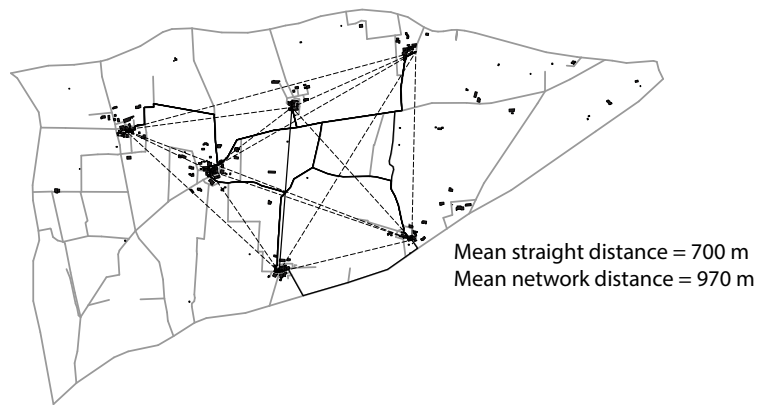 Mean straight distance = 700 m
Mean network distance = 970 m